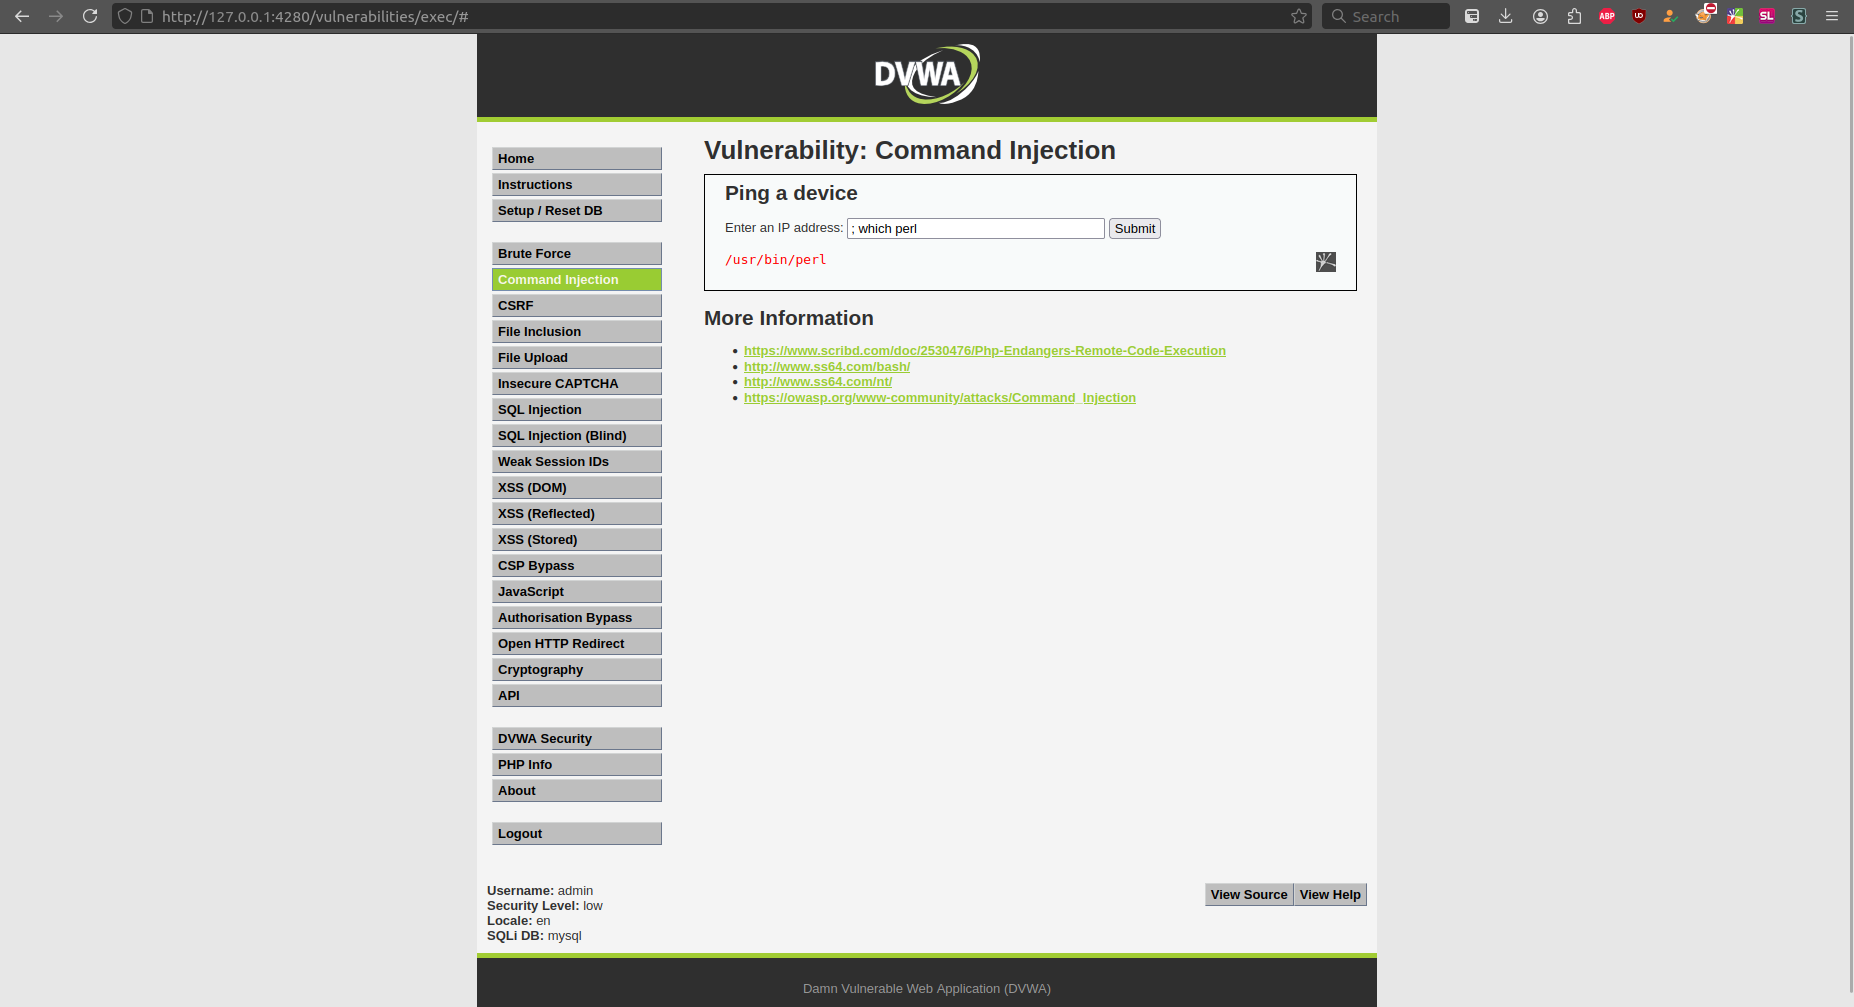 http://127.0.0.1:4280/vulnerabilities/exec/#
Search
ABP
SL
S
DVWA
Home
Instructions
Setup / Reset DB
Brute Force
Command Injection
CSRF
File Inclusion
File Upload
Insecure CAPTCHA
SQL Injection
SQL Injection (Blind)
Weak Session IDs
XSS (DOM)
XSS (Reflected)
XSS (Stored)
CSP Bypass
JavaScript
Authorisation Bypass
Open HTTP Redirect
Cryptography
API
DVWA Security
PHP Info
About
Logout
Vulnerability: Command Injection
Ping a device
Enter an IP address: ; which perl Submit
/usr/bin/perl
More Information
https://www.scribd.com/doc/2530476/Php-Endangers-Remote-Code-Execution
http://www.ss64.com/bash/
http://www.ss64.com/nt/
https://owasp.org/www-community/attacks/Command_Injection
Username: admin
Security Level: low
Locale: en
SQLi DB: mysql
View Source View Help
Damn Vulnerable Web Application (DVWA)